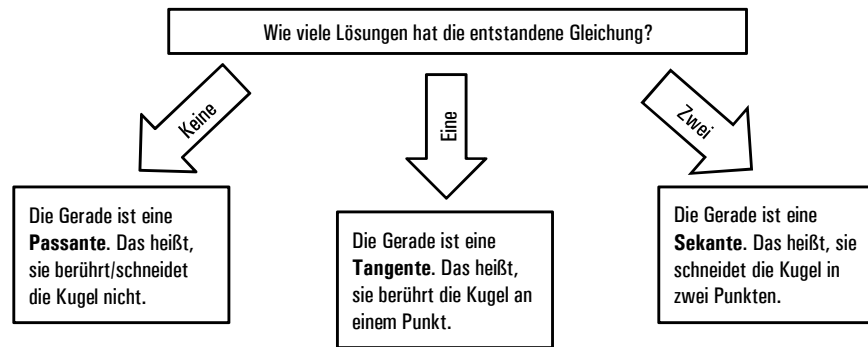 Wie viele Lösungen hat die entstandene Gleichung?
Keine
Eine
Zwei
Die Gerade ist eine
Passante. Das heißt,
sie berührt/schneidet
die Kugel nicht.
Die Gerade ist eine
Tangente. Das heißt,
sie berührt die Kugel an
einem Punkt.
Die Gerade ist eine
Sekante. Das heißt, sie
schneidet die Kugel in
zwei Punkten.